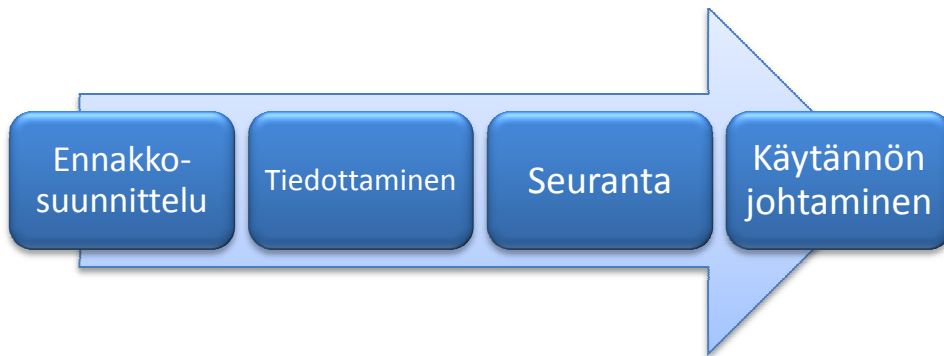 Ennakko-
suunnittelu
Tiedottaminen
Seuranta
Käytännön
johtaminen